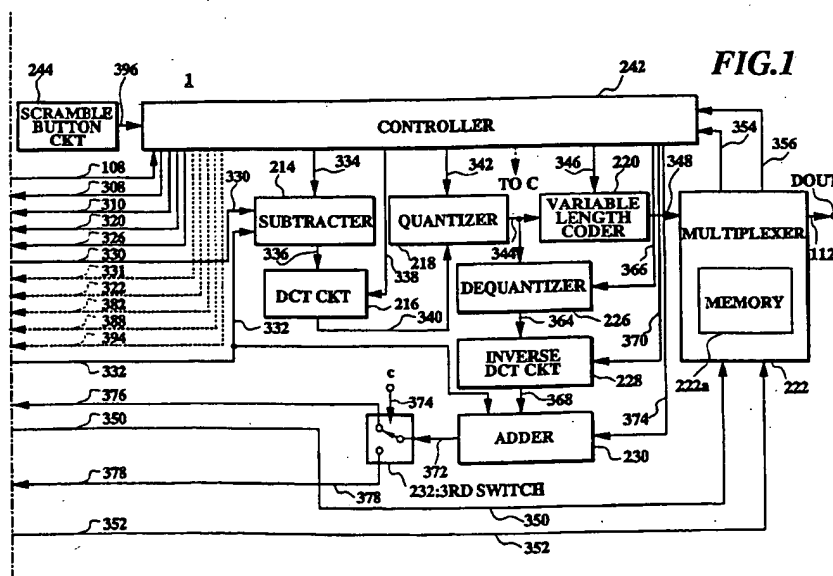 FIG.1
244
396
1
242
SCRAMBLE
BUTTON
CKT
CONTROLLER
354
356
108
308
310
320
326
330
331
322
382
388
394
332
376
350
378
352
330
214
334
SUBTRACTER
336
DCT CKT
216
338
340
332
342
QUANTIZER
218
344
TO C
346
220
VARIABLE
LENGTH
CODER
348
DOUT
112
MULTIPLEXER
MEMORY
222a
222
366
DEQUANTIZER
364
226
370
INVERSE
DCT CKT
228
368
374
ADDER
230
c
374
372
232:3RD SWITCH
378
350
352